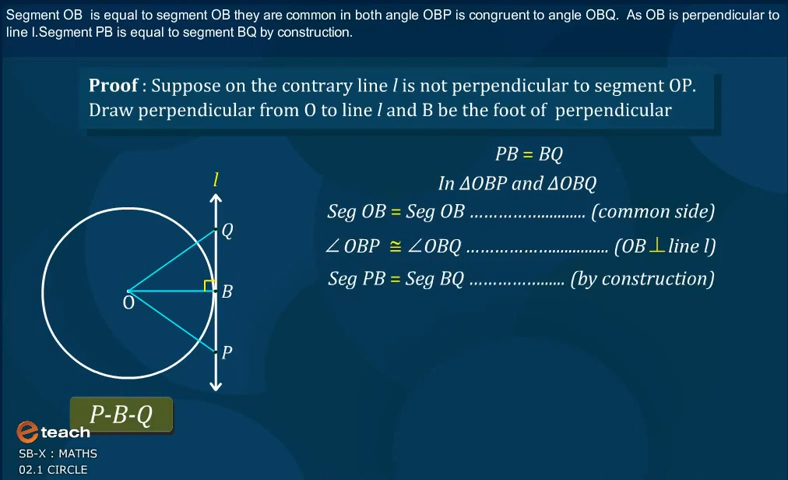 Segment OB  is equal to segment OB they are common in both angle OBP is congruent to angle OBQ.  As OB is perpendicular to
line l.Segment PB is equal to segment BQ by construction.
Proof : Suppose on the contrary line l is not perpendicular to segment OP.
Draw perpendicular from O to line l and B be the foot of  perpendicular
PB = BQ
In ΔOBP and ΔOBQ
Seg OB = Seg OB ......................... (common side)
∠OBP ≅ ∠OBQ ............................... (OB ⊥ line l)
Seg PB = Seg BQ ..................... (by construction)
l
Q
O
B
P
P-B-Q
eteach
SB-X : MATHS
02.1 CIRCLE